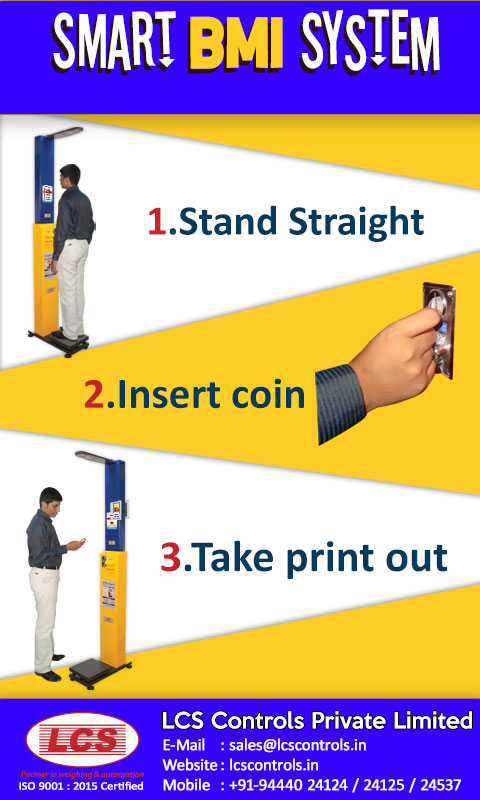 SMART BMI SYSTEM
1.Stand Straight
2.Insert coin
3.Take print out
LCS
Partner in weighing & automation
ISO 9001 : 2015 Certified
LCS Controls Private Limited
E-Mail : sales@lcscontrols.in
Website : lcscontrols.in
Mobile : +91-94440 24124 / 24125 / 24537